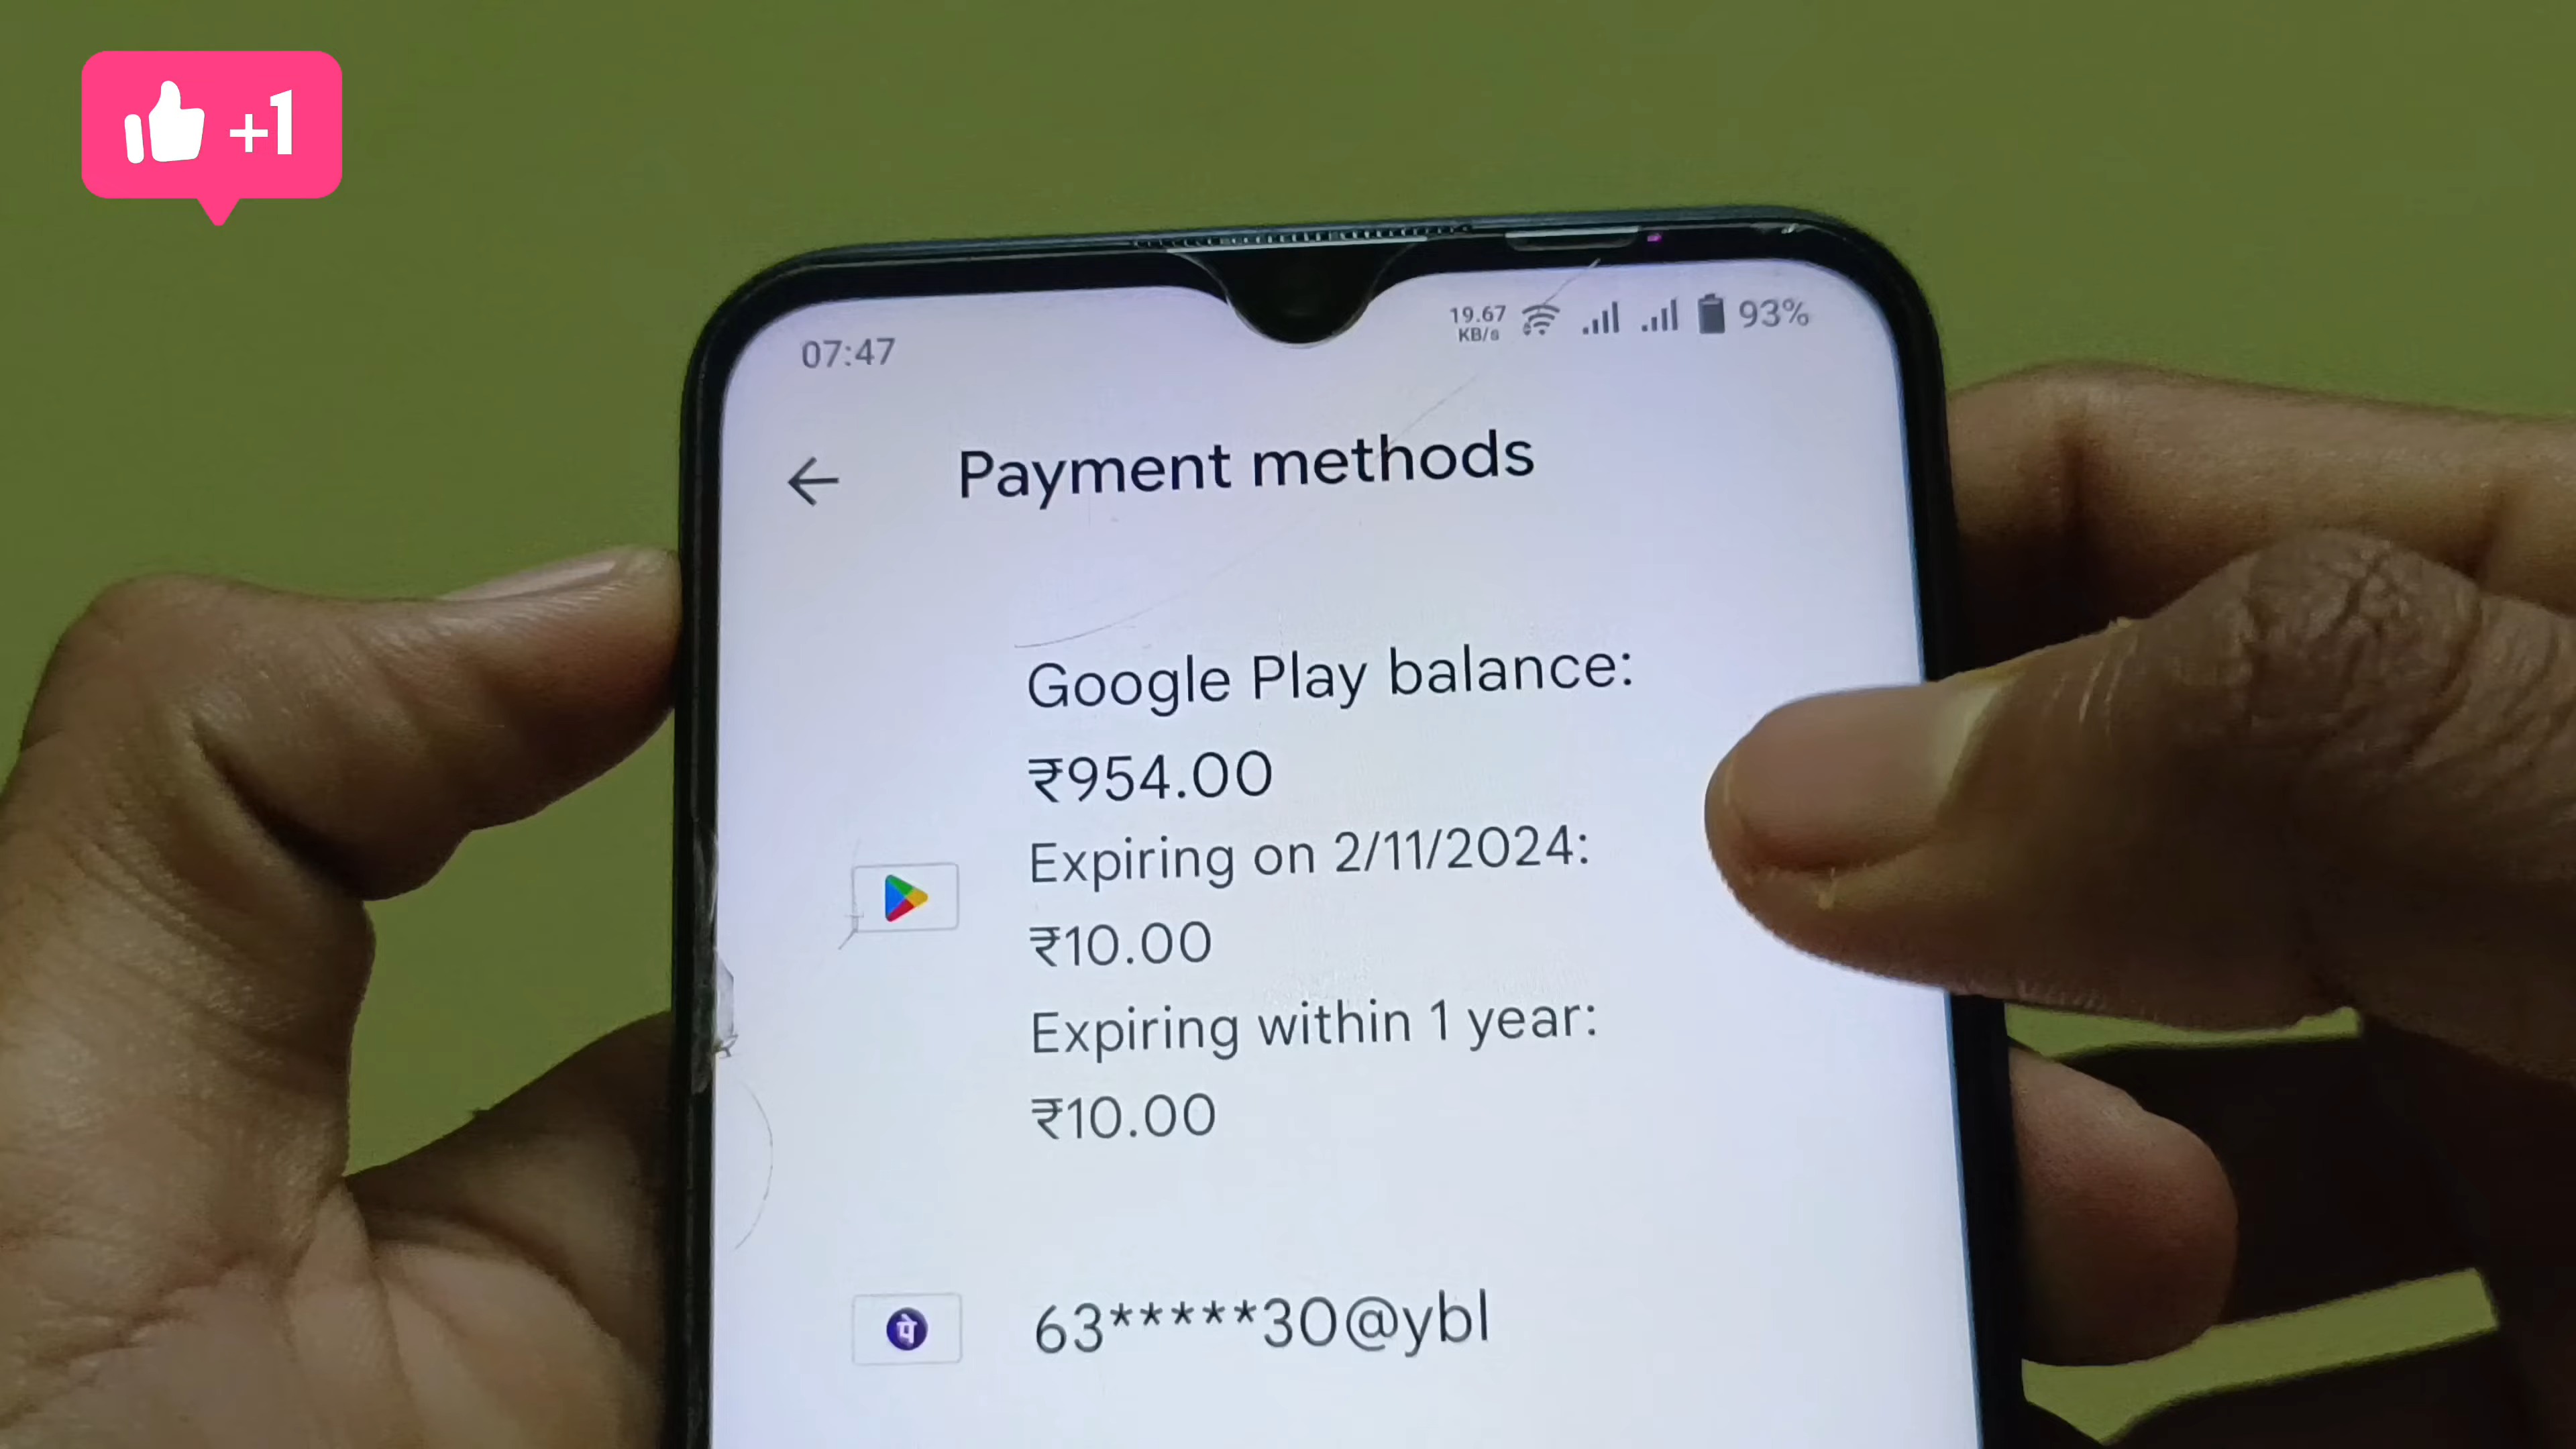 +1
07:47
19.67
KB/s
93%
Payment methods
Google Play balance:
₹954.00
Expiring on 2/11/2024:
₹10.00
Expiring within 1 year:
₹10.00
पे
63*****30@ybl